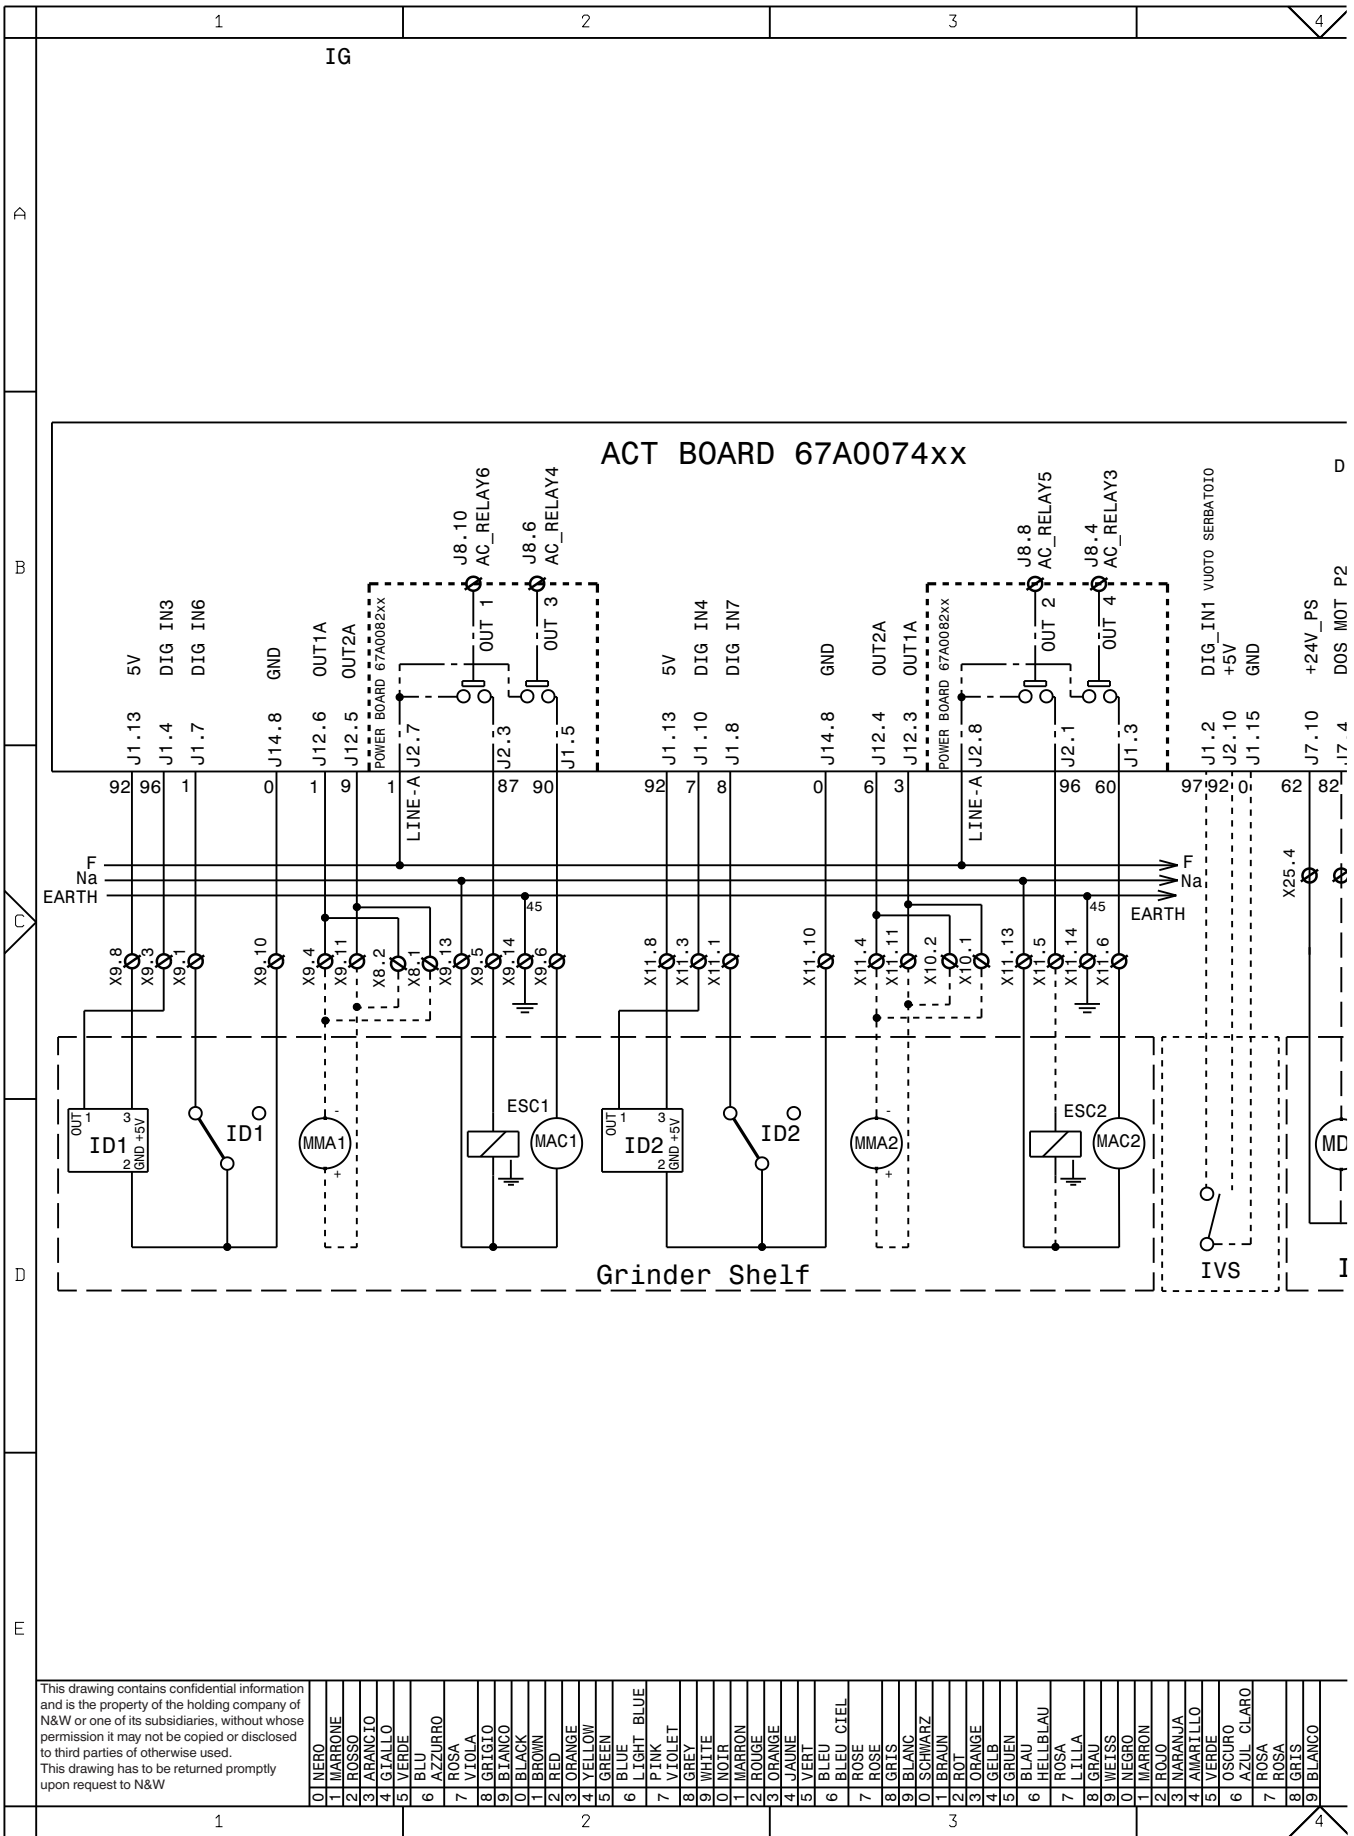 1 2 3 4
IG
A
B
C
D
E
ACT BOARD 67A0074xx
D
5V
DIG IN3
DIG IN6
GND
OUT1A
OUT2A
POWER BOARD 67A0082xx
J8.10
AC_RELAY6
J8.6
AC_RELAY4
OUT 1
OUT 3
5V
DIG IN4
DIG IN7
GND
OUT2A
OUT1A
POWER BOARD 67A0082xx
J8.8
AC_RELAY5
J8.4
AC_RELAY3
OUT 2
OUT 4
DIG_IN1 VUOTO SERBATOIO
+5V
GND
+24V_PS
DOS MOT P2
J1.13
J1.4
J1.7
J14.8
J12.6
J12.5
J2.7
J2.3
J1.5
J1.13
J1.10
J1.8
J14.8
J12.4
J12.3
J2.8
J2.1
J1.3
J1.2
J2.10
J1.15
J7.10
J7.4
92 96 1 0 1 9 1 87 90 92 7 8 0 6 3 96 60 97 92 0 62 82
LINE-A
LINE-A
F
Na
EARTH
F
Na
EARTH
45
45
X25.4
X9.8
X9.3
X9.1
X9.10
X9.4
X9.11
X8.2
X8.1
X9.13
X9.5
X9.14
X9.6
X11.8
X11.3
X11.1
X11.10
X11.4
X11.11
X10.2
X10.1
X11.13
X11.5
X11.14
X11.6
OUT 1 3
ID1
2 GND +5V
ID1
-
MMA1
+
ESC1
MAC1
OUT 1 3
ID2
2 GND +5V
ID2
-
MMA2
+
ESC2
MAC2
MD
Grinder Shelf
IVS
I
This drawing contains confidential information
and is the property of the holding company of
N&W or one of its subsidiaries, without whose
permission it may not be copied or disclosed
to third parties of otherwise used.
This drawing has to be returned promptly
upon request to N&W
0 NERO
1 MARRONE
2 ROSSO
3 ARANCIO
4 GIALLO
5 VERDE
6 BLU
AZZURRO
7 ROSA
VIOLA
8 GRIGIO
9 BIANCO
0 BLACK
1 BROWN
2 RED
3 ORANGE
4 YELLOW
5 GREEN
6 BLUE
LIGHT BLUE
7 PINK
VIOLET
8 GREY
9 WHITE
0 NOIR
1 MARRON
2 ROUGE
3 ORANGE
4 JAUNE
5 VERT
6 BLEU
BLEU CIEL
7 ROSE
ROSE
8 GRIS
9 BLANC
0 SCHWARZ
1 BRAUN
2 ROT
3 ORANGE
4 GELB
5 GRUEN
6 BLAU
HELLBLAU
7 ROSA
LILLA
8 GRAU
9 WEISS
0 NEGRO
1 MARRON
2 ROJO
3 NARANJA
4 AMARILLO
5 VERDE
6 OSCURO
AZUL CLARO
7 ROSA
ROSA
8 GRIS
9 BLANCO
1 2 3 4